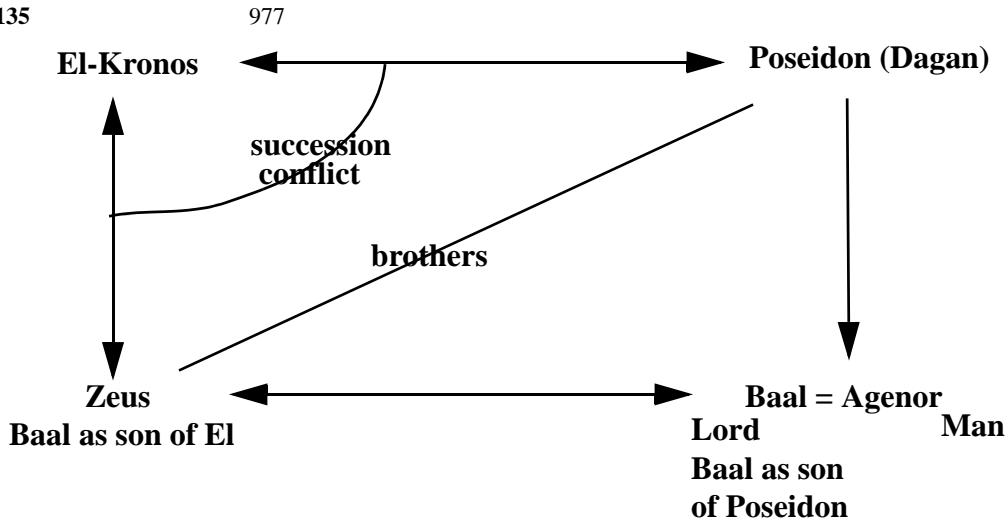 135 977
El-Kronos
Poseidon (Dagan)
succession
conflict
brothers
Zeus
Baal as son of El
Baal = Agenor
Lord
Man
Baal as son
of Poseidon